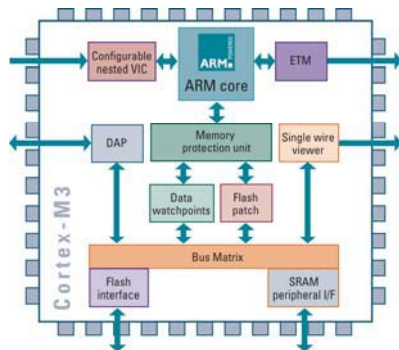 Configurable
nested VIC
ARM
POWERED
ARM core
ETM
DAP
Memory
protection unit
Single wire
viewer
Data
watchpoints
Flash
patch
Bus Matrix
Flash
interface
SRAM
peripheral I/F
Cortex-M3